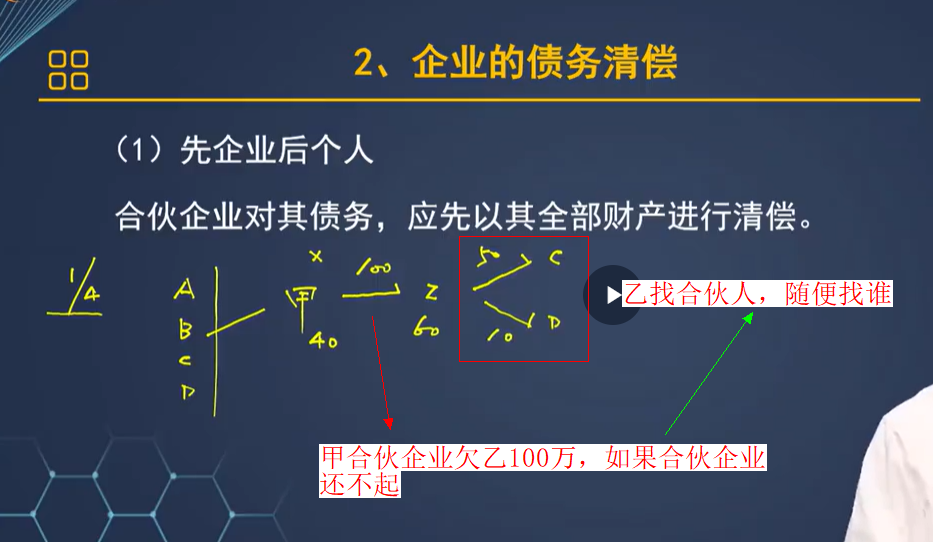 2、企业的债务清偿
（1）先企业后个人
合伙企业对其债务，应先以其全部财产进行清偿。
1/4
A
B
C
D
x
甲
40
100
乙
60
50
C
10
D
乙找合伙人，随便找谁
甲合伙企业欠乙100万，如果合伙企业
还不起